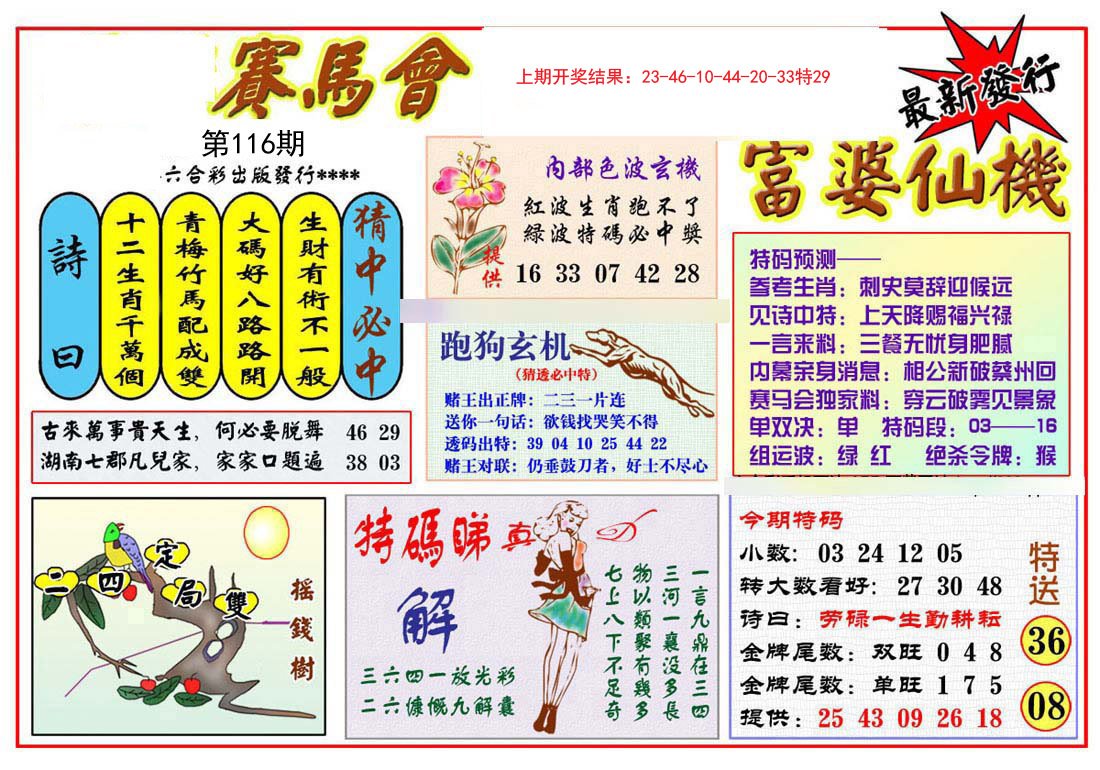 賽馬會
上期开奖结果：23-46-10-44-20-33特29
最新發行
第116期
六合彩出版發行****
詩曰
十二生肖千萬個
青梅竹馬配成雙
大碼好八路路開
生財有術不一般
猜中必中
古來萬事貴天生，何必要脱舞 46 29
湖南七郡凡兒家，家家口題遍 38 03
内部色波玄機
紅波生肖跑不了
綠波特碼必中獎
提供 16 33 07 42 28
跑狗玄机
（猜透必中特）
赌王出正牌：二三一片连
送你一句话：欲钱找哭笑不得
透码出特：39 04 10 25 44 22
赌王对联：仍垂鼓刀者，好士不尽心
富婆仙機
特码预测——
参考生肖：刺史莫辞迎候远
见诗中特：上天降赐福兴禄
一言来料：三餐无忧身肥腻
内幕亲身消息：相公新破蔡州回
赛马会独家料：穿云破雾见景象
单双决：单 特码段：03——16
组运波：绿 红 绝杀令牌：猴
二四定局雙
摇錢樹
特碼睇真D
解
三六四一放光彩
二六慷慨九解囊
一言九鼎在三四
三河一襄没多長
物以類聚有幾多
七上八下不足奇
今期特码
小数：03 24 12 05
转大数看好：27 30 48
诗曰：劳碌一生勤耕耘
金牌尾数：双旺 0 4 8
金牌尾数：单旺 1 7 5
提供：25 43 09 26 18
特送
36
08